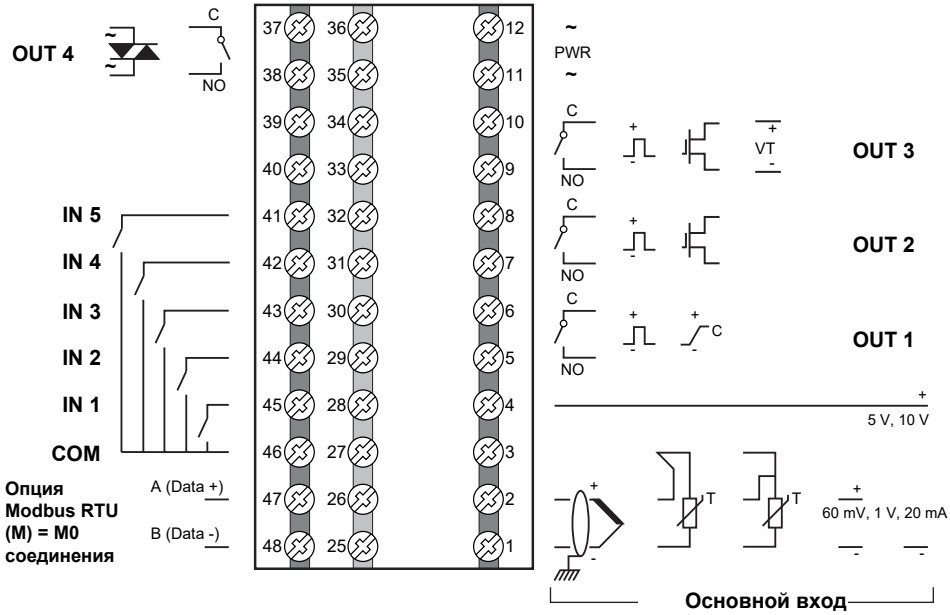 C
37 36 12 ~
OUT 4 ~ PWR
~ 38 35 11 ~
NO
39 34 10 C + +
VT OUT 3
- -
40 33 9 NO
IN 5 41 32 8 C
+ OUT 2
-
IN 4 42 31 7 NO
IN 3 43 30 6 C
+ + C OUT 1
- -
IN 2 44 29 5 NO
IN 1 45 28 4 +
5 V, 10 V
COM 46 27 3
Опция A (Data +) + T T +
Modbus RTU 47 26 2 60 mV, 1 V, 20 mA
(M) = M0 B (Data -)
соединения 48 25 1 - - -
Основной вход